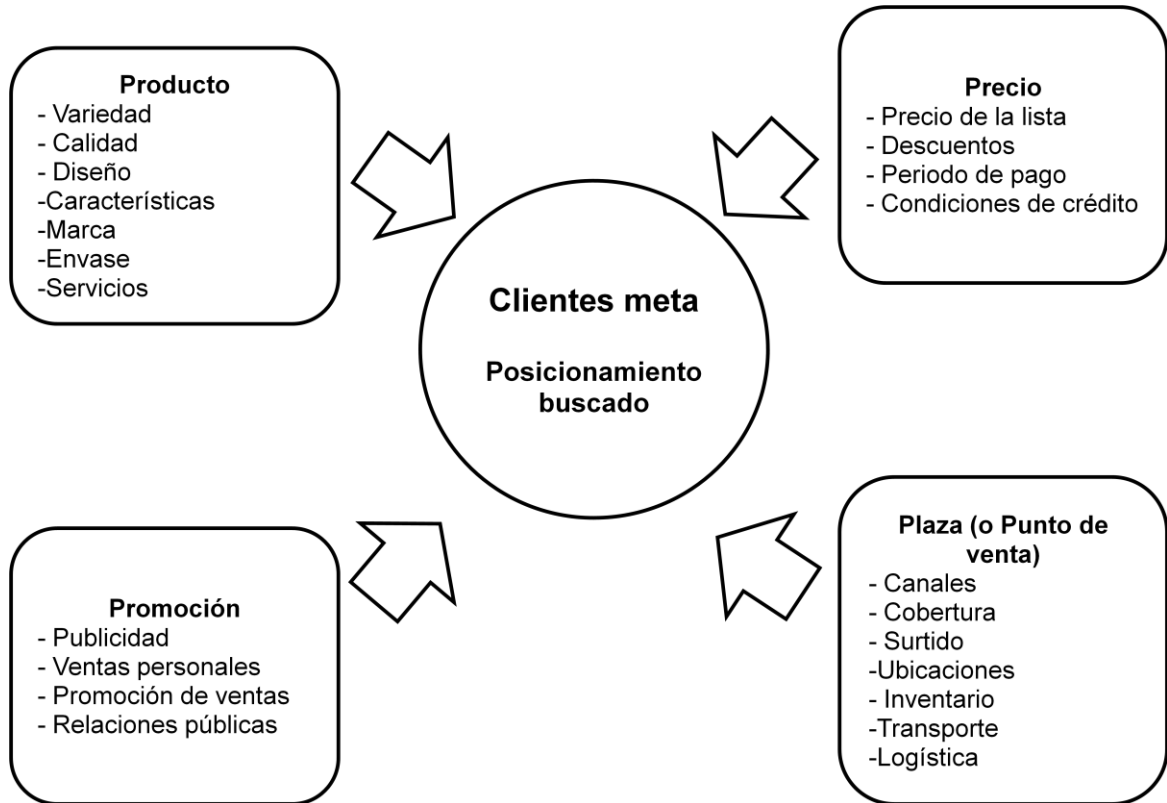 Producto
- Variedad
- Calidad
- Diseño
-Características
-Marca
-Envase
-Servicios
Precio
- Precio de la lista
- Descuentos
- Periodo de pago
- Condiciones de crédito
Clientes meta
Posicionamiento
buscado
Promoción
- Publicidad
- Ventas personales
- Promoción de ventas
- Relaciones públicas
Plaza (o Punto de
venta)
- Canales
- Cobertura
- Surtido
-Ubicaciones
- Inventario
-Transporte
-Logística